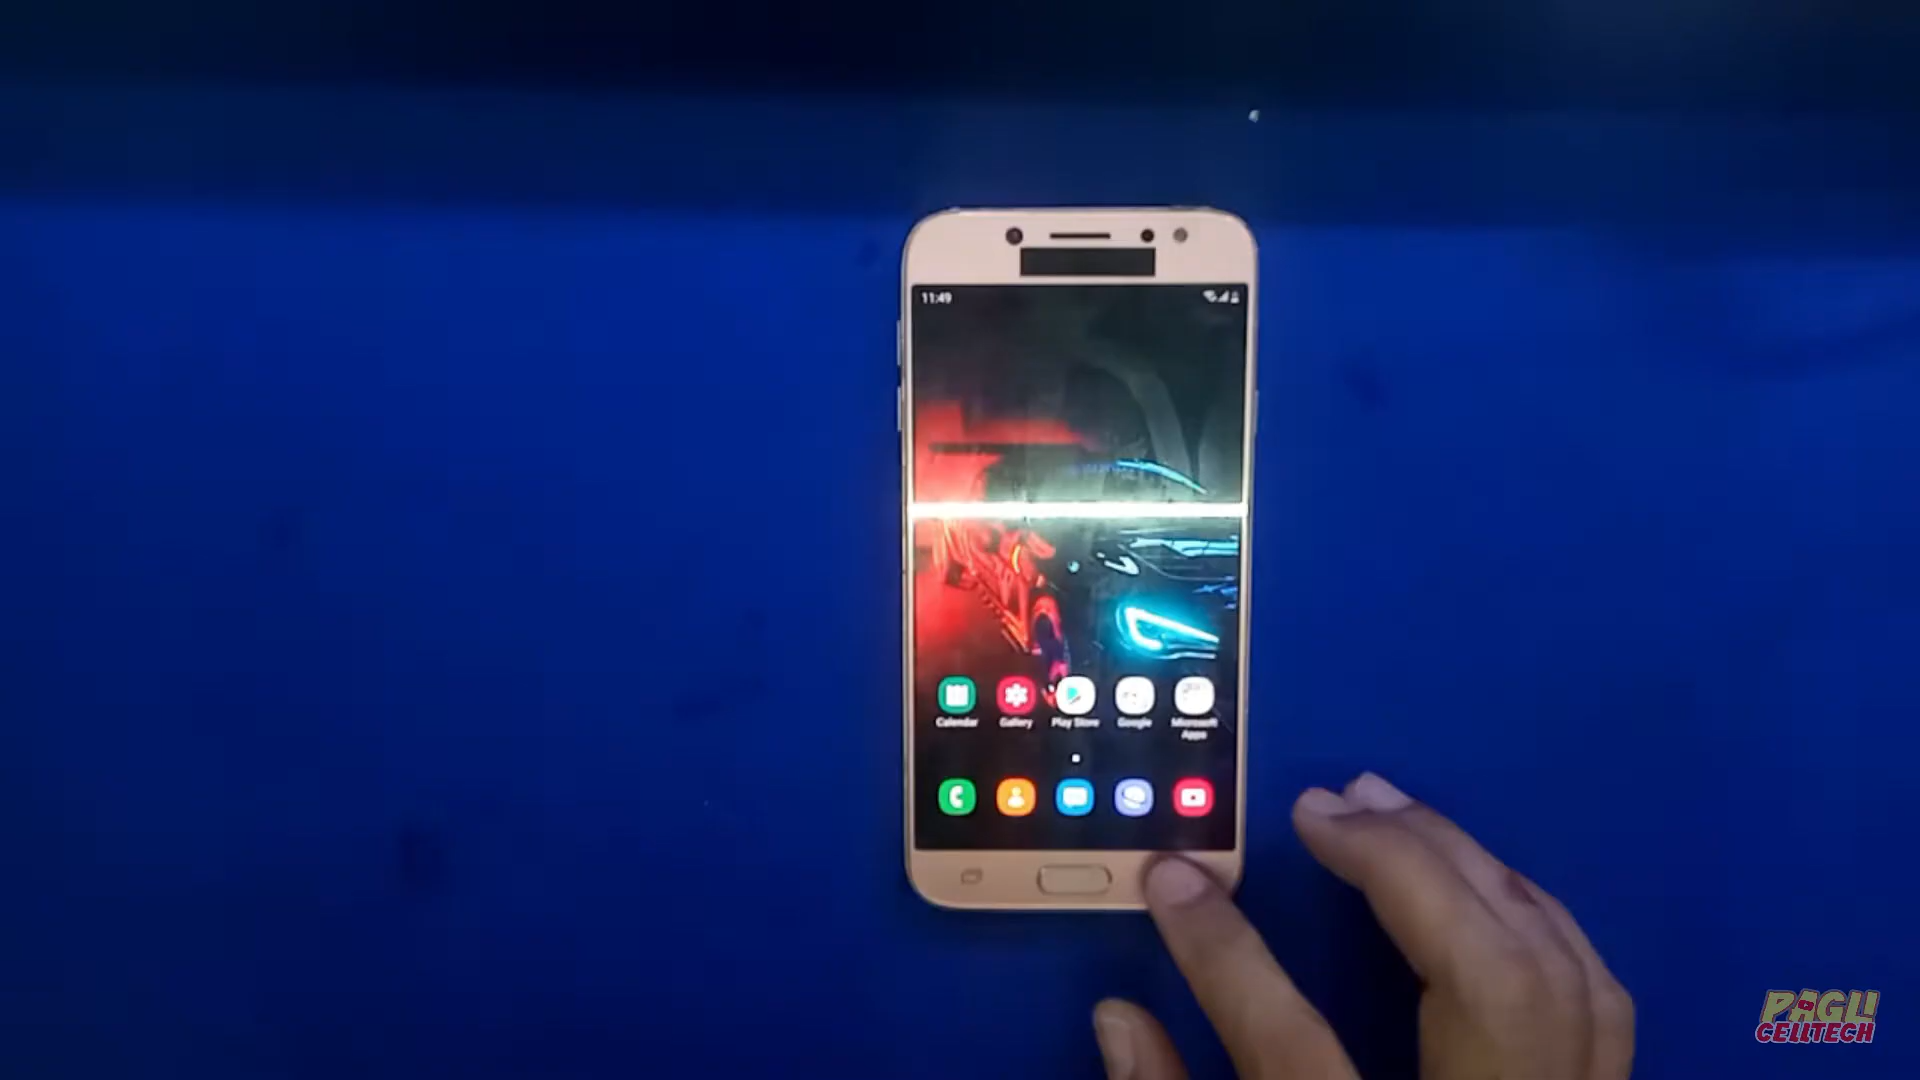 11:49
Calendar
Gallery
Play Store
Google
Microsoft
Apps
PAGLI
CELLTECH